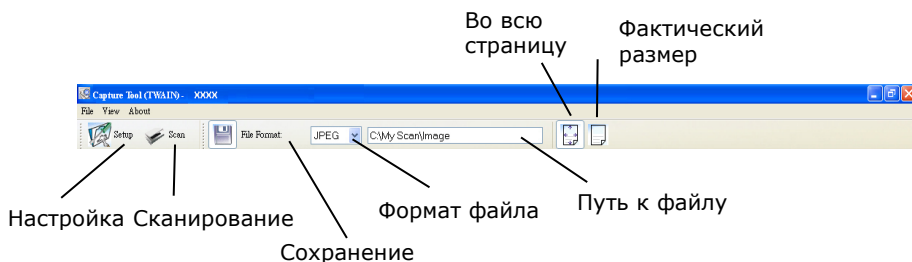 Во всю
страницу
Фактический
размер
Capture Tool (TWAIN) - XXXX
File View About
Setup Scan File Format: JPEG C:\My Scan\Image
Настройка Сканирование
Формат файла
Путь к файлу
Сохранение